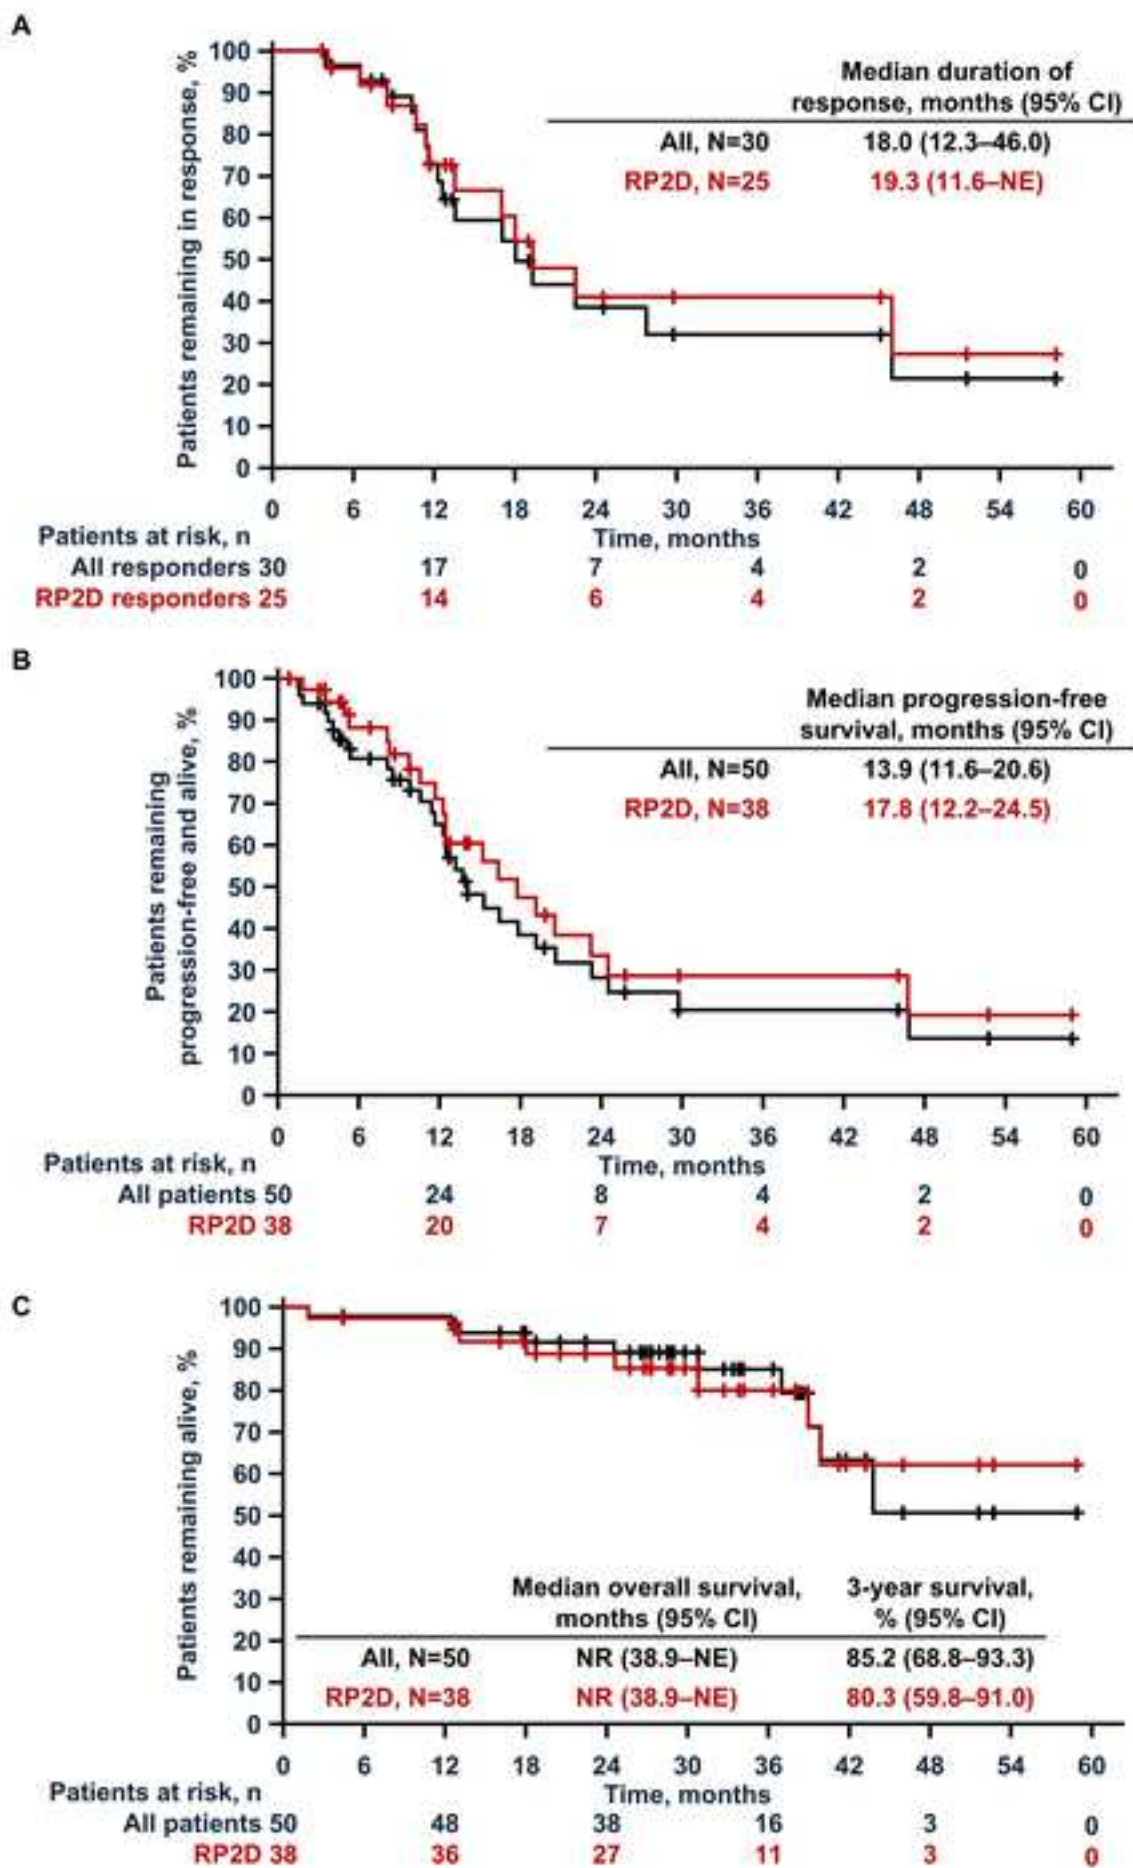 A
Patients remaining in response, %
100
90
80
70
60
50
40
30
20
10
0
Median duration of
response, months (95% CI)
All, N=30 18.0 (12.3–46.0)
RP2D, N=25 19.3 (11.6–NE)
0 6 12 18 24 30 36 42 48 54 60
Patients at risk, n Time, months
All responders 30 17 7 4 2 0
RP2D responders 25 14 6 4 2 0
B
Patients remaining
progression-free and alive, %
100
90
80
70
60
50
40
30
20
10
0
Median progression-free
survival, months (95% CI)
All, N=50 13.9 (11.6–20.6)
RP2D, N=38 17.8 (12.2–24.5)
0 6 12 18 24 30 36 42 48 54 60
Patients at risk, n Time, months
All patients 50 24 8 4 2 0
RP2D 38 20 7 4 2 0
C
Patients remaining alive, %
100
90
80
70
60
50
40
30
20
10
0
Median overall survival, 3-year survival,
months (95% CI) % (95% CI)
All, N=50 NR (38.9–NE) 85.2 (68.8–93.3)
RP2D, N=38 NR (38.9–NE) 80.3 (59.8–91.0)
0 6 12 18 24 30 36 42 48 54 60
Patients at risk, n Time, months
All patients 50 48 38 16 3 0
RP2D 38 36 27 11 3 0